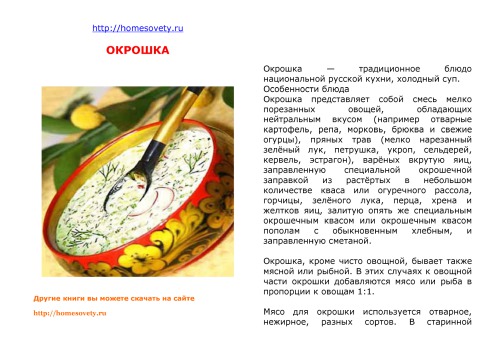 http://homesovety.ru
ОКРОШКА
Другие книги вы можете скачать на сайте
http://homesovety.ru
Окрошка — традиционное блюдо
национальной русской кухни, холодный суп.
Особенности блюда
Окрошка представляет собой смесь мелко
порезанных овощей, обладающих
нейтральным вкусом (например отварные
картофель, репа, морковь, брюква и свежие
огурцы), пряных трав (мелко нарезанный
зелёный лук, петрушка, укроп, сельдерей,
кервель, эстрагон), варёных вкрутую яиц,
заправленную специальной окрошечной
заправкой из растёртых в небольшом
количестве кваса или огуречного рассола,
горчицы, зелёного лука, перца, хрена и
желтков яиц, залитую опять же специальным
окрошечным квасом или окрошечным квасом
пополам с обыкновенным хлебным, и
заправленную сметаной.
Окрошка, кроме чисто овощной, бывает также
мясной или рыбной. В этих случаях к овощной
части окрошки добавляются мясо или рыба в
пропорции к овощам 1:1.
Мясо для окрошки используется отварное,
нежирное, разных сортов. В старинной